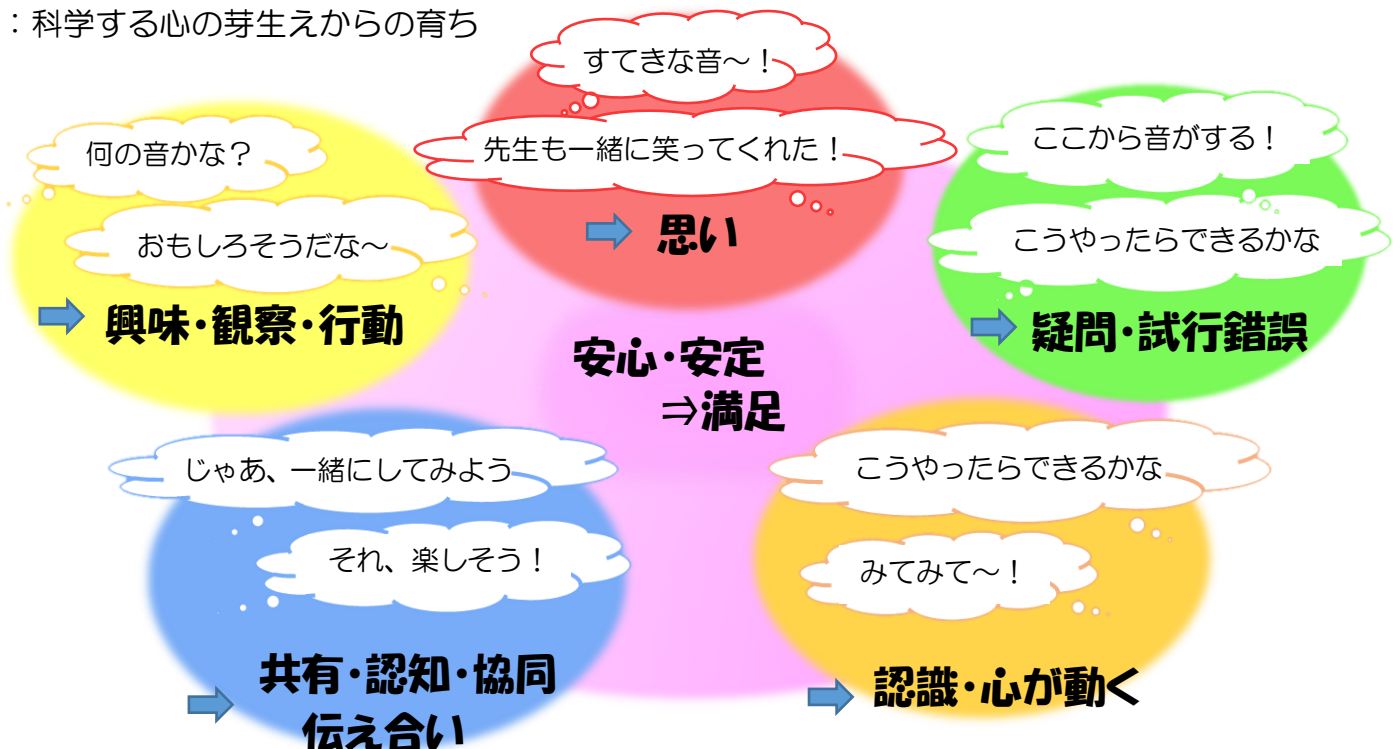 ：科学する心の芽生えからの育ち
すてきな音～！
先生も一緒に笑ってくれた！
思い
何の音かな？
おもしろそうだな～
興味・観察・行動
ここから音がする！
こうやったらできるかな
疑問・試行錯誤
安心・安定
⇒満足
じゃあ、一緒にしてみよう
それ、楽しそう！
共有・認知・協同
伝え合い
こうやったらできるかな
みてみて～！
認識・心が動く